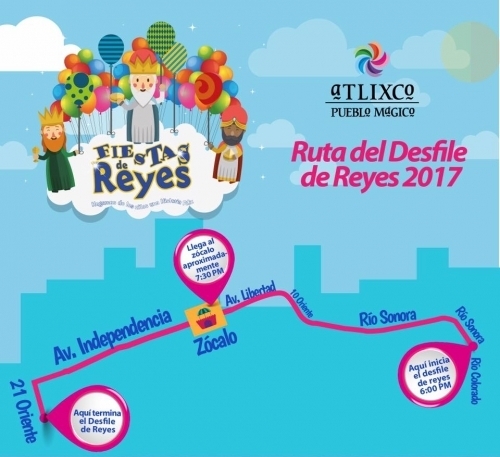 FIESTAS
de
Reyes
ATLIXCO
PUEBLO MÁGICO
Ruta del Desfile
de Reyes 2017
Llega al
zócalo
aproximada-
mente
7:30 PM
Av. Libertad
10 Oriente
Río Sonora
Río Sonora
Río Colorado
Av. Independencia
Zócalo
Aquí inicia
el desfile
de reyes
6:00 PM
21 Oriente
Aquí termina
el Desfile
de Reyes